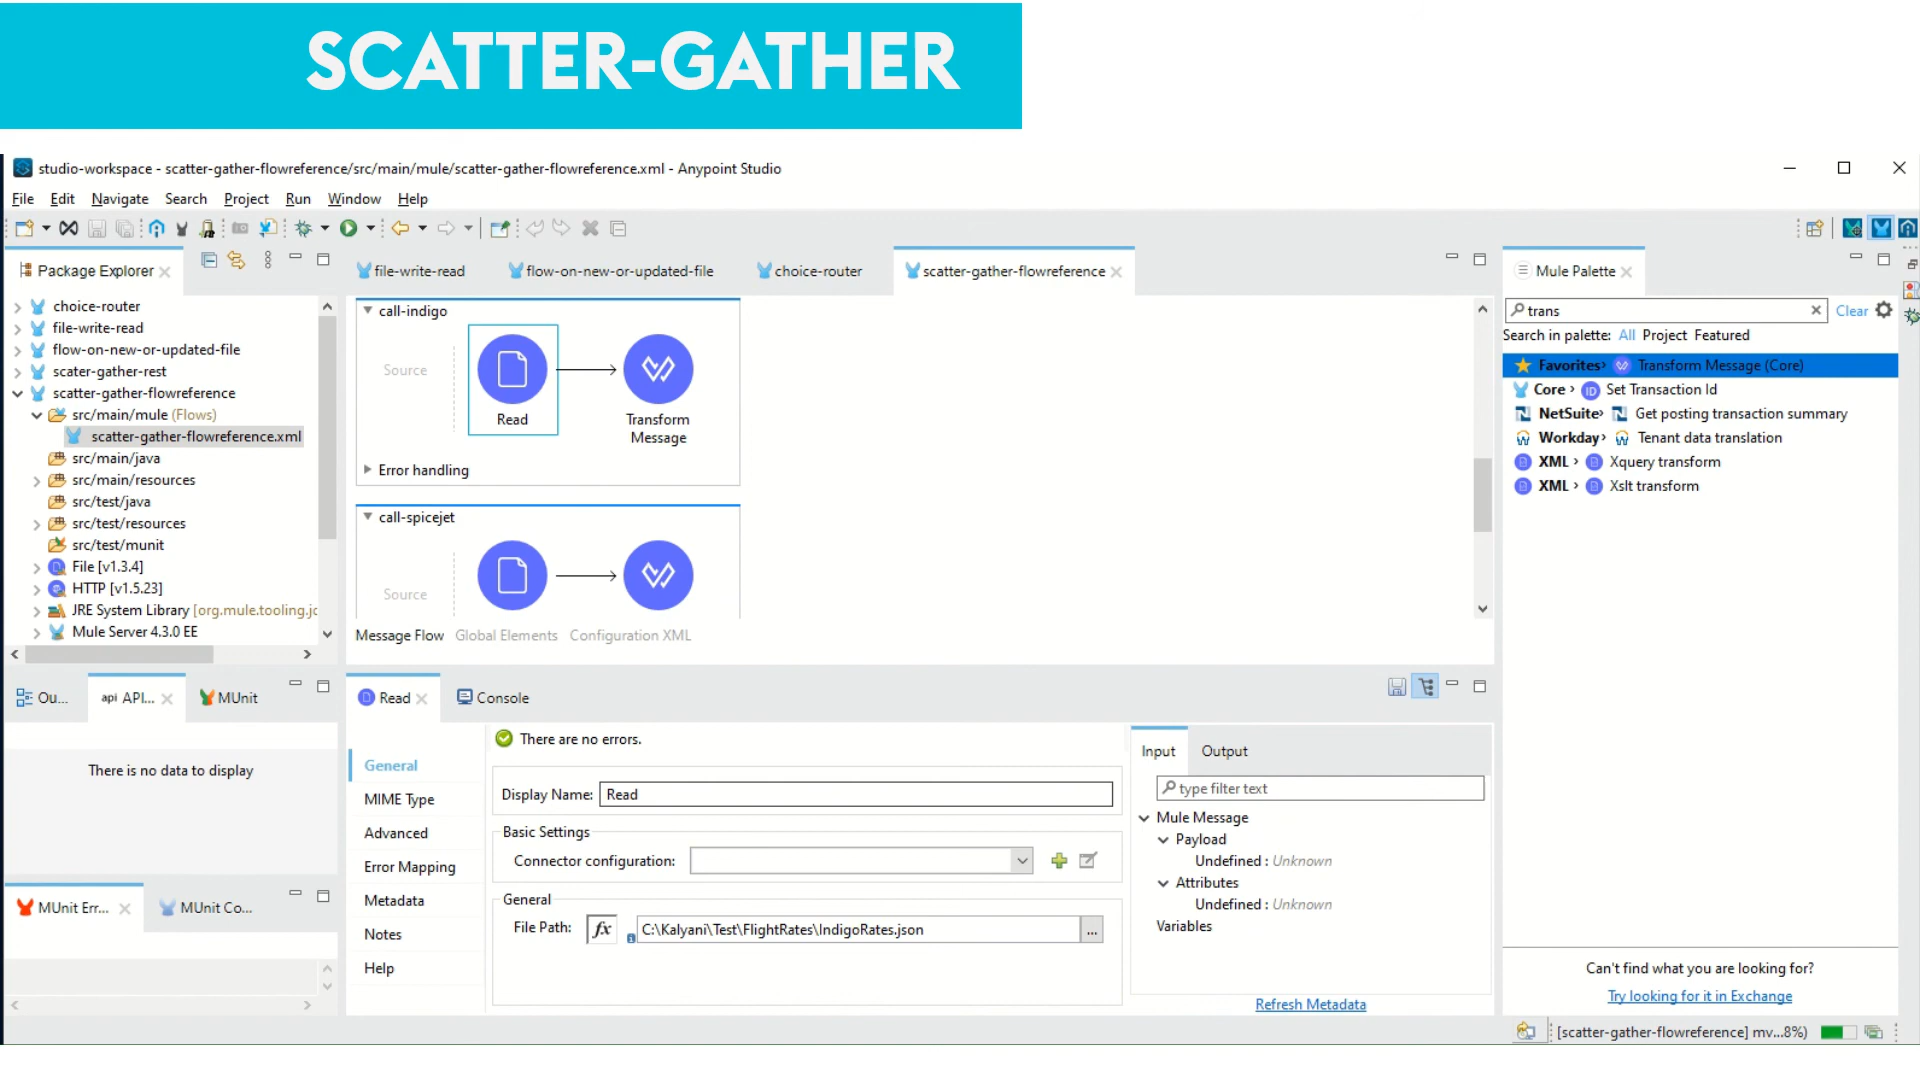 SCATTER-GATHER
studio-workspace - scatter-gather-flowreference/src/main/mule/scatter-gather-flowreference.xml - Anypoint Studio
File Edit Navigate Search Project Run Window Help
Package Explorer
file-write-read flow-on-new-or-updated-file choice-router scatter-gather-flowreference
Mule Palette
choice-router
file-write-read
flow-on-new-or-updated-file
scater-gather-rest
scatter-gather-flowreference
src/main/mule (Flows)
scatter-gather-flowreference.xml
src/main/java
src/main/resources
src/test/java
src/test/resources
src/test/munit
File [v1.3.4]
HTTP [v1.5.23]
JRE System Library [org.mule.tooling.jc
Mule Server 4.3.0 EE
call-indigo
Source
Read
Transform
Message
Error handling
call-spicejet
Source
Message Flow Global Elements Configuration XML
trans
Clear
Search in palette: All Project Featured
Favorites› Transform Message (Core)
Core › ID Set Transaction Id
NetSuite› Get posting transaction summary
Workday› Tenant data translation
XML › Xquery transform
XML › Xslt transform
Can't find what you are looking for?
Try looking for it in Exchange
Ou... api API... MUnit
There is no data to display
MUnit Err... MUnit Co...
Read Console
General
MIME Type
Advanced
Error Mapping
Metadata
Notes
Help
There are no errors.
Display Name: Read
Basic Settings
Connector configuration:
General
File Path: fx C:\Kalyani\Test\FlightRates\IndigoRates.json ...
Input Output
type filter text
Mule Message
Payload
Undefined : Unknown
Attributes
Undefined : Unknown
Variables
Refresh Metadata
[scatter-gather-flowreference] mv...8%)